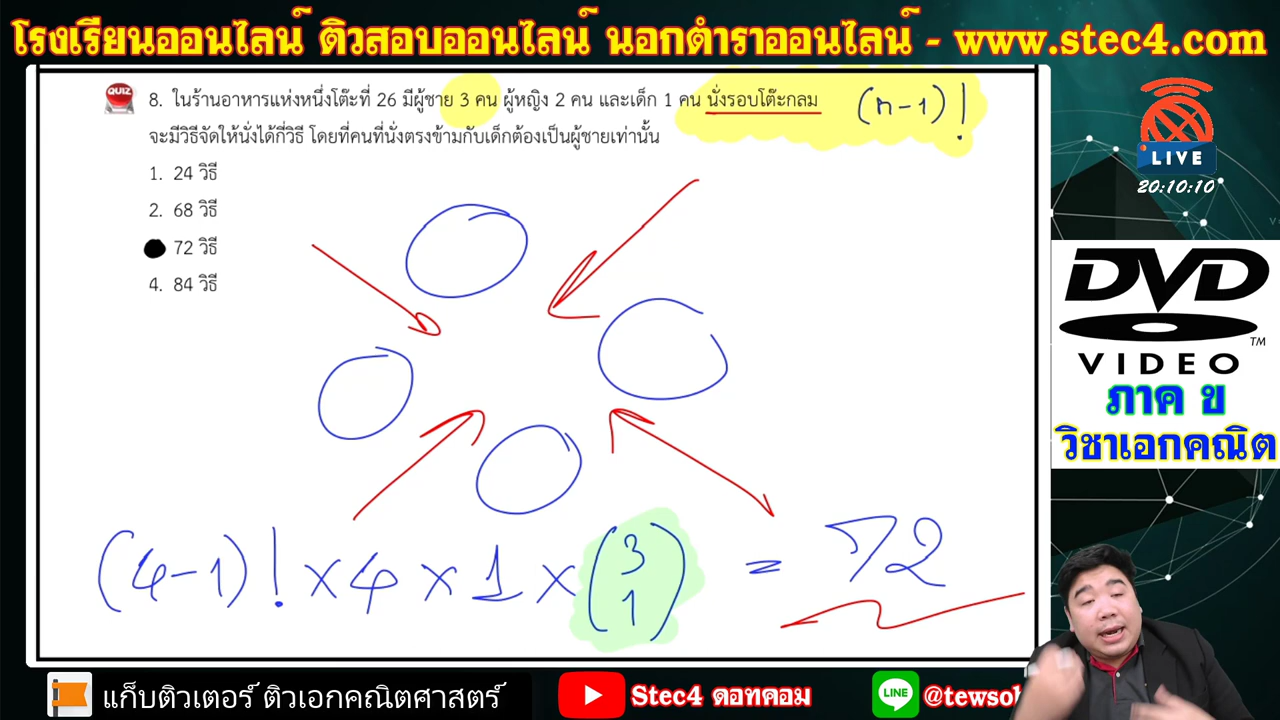 โรงเรียนออนไลน์ ติวสอบออนไลน์ นอกตำราออนไลน์ - www.stec4.com
QUIZ
8. ในร้านอาหารแห่งหนึ่งโต๊ะที่ 26 มีผู้ชาย 3 คน ผู้หญิง 2 คน และเด็ก 1 คน นั่งรอบโต๊ะกลม (n-1)!
จะมีวิธีจัดให้นั่งได้กี่วิธี โดยที่คนที่นั่งตรงข้ามกับเด็กต้องเป็นผู้ชายเท่านั้น
1. 24 วิธี
2. 68 วิธี
72 วิธี
4. 84 วิธี
(4-1)! × 4 × 1 × (3 1) = 72
LIVE
20:10:10
DVD
TM
VIDEO
ภาค ข
วิชาเอกคณิต
แก็บติวเตอร์ ติวเอกคณิตศาสตร์
Stec4 ดอทคอม
LINE